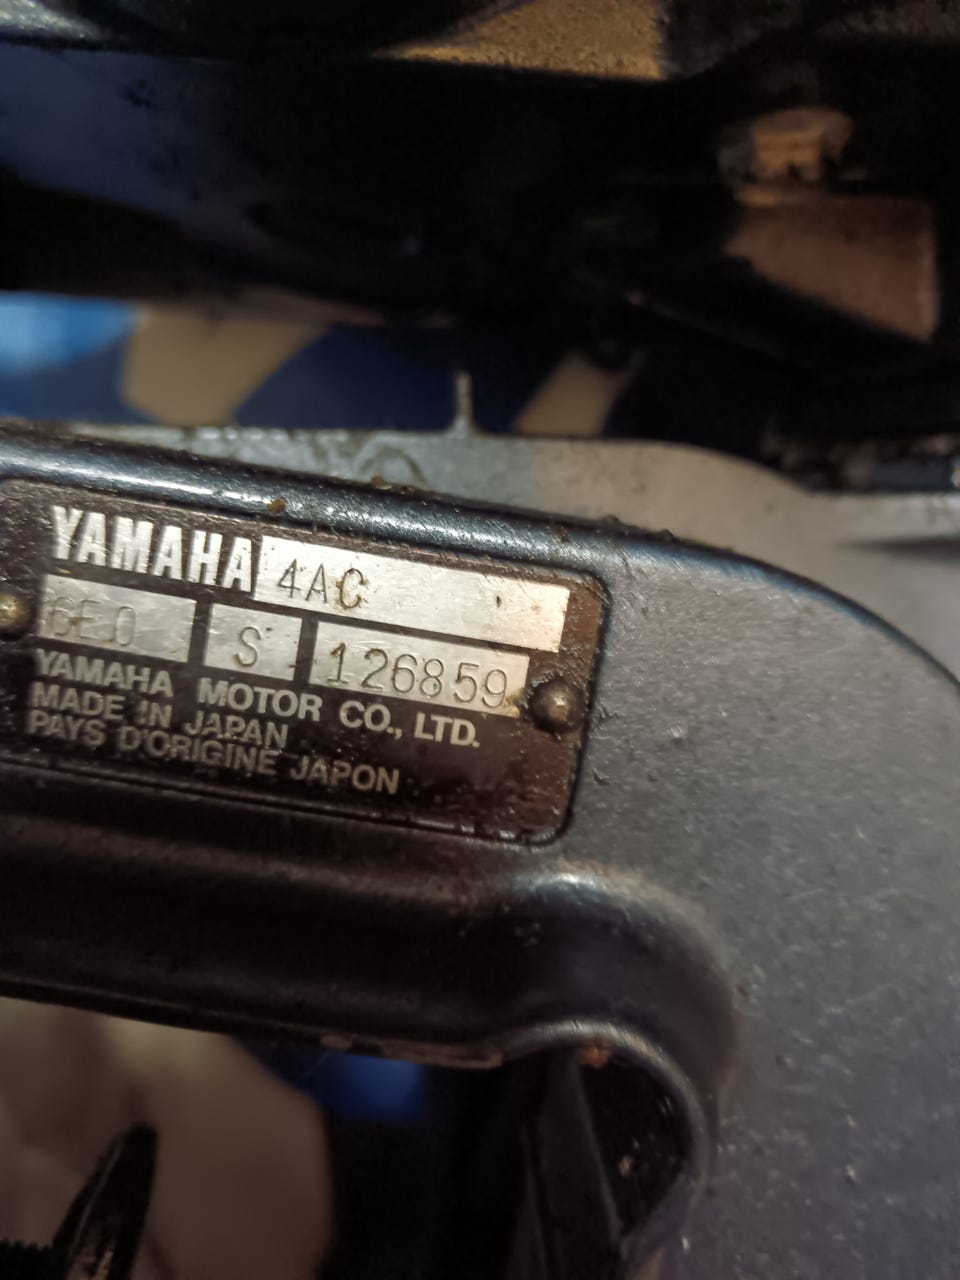 YAMAHA 4AC
6E0 S 126859
YAMAHA MOTOR CO., LTD.
MADE IN JAPAN
PAYS D'ORIGINE JAPON